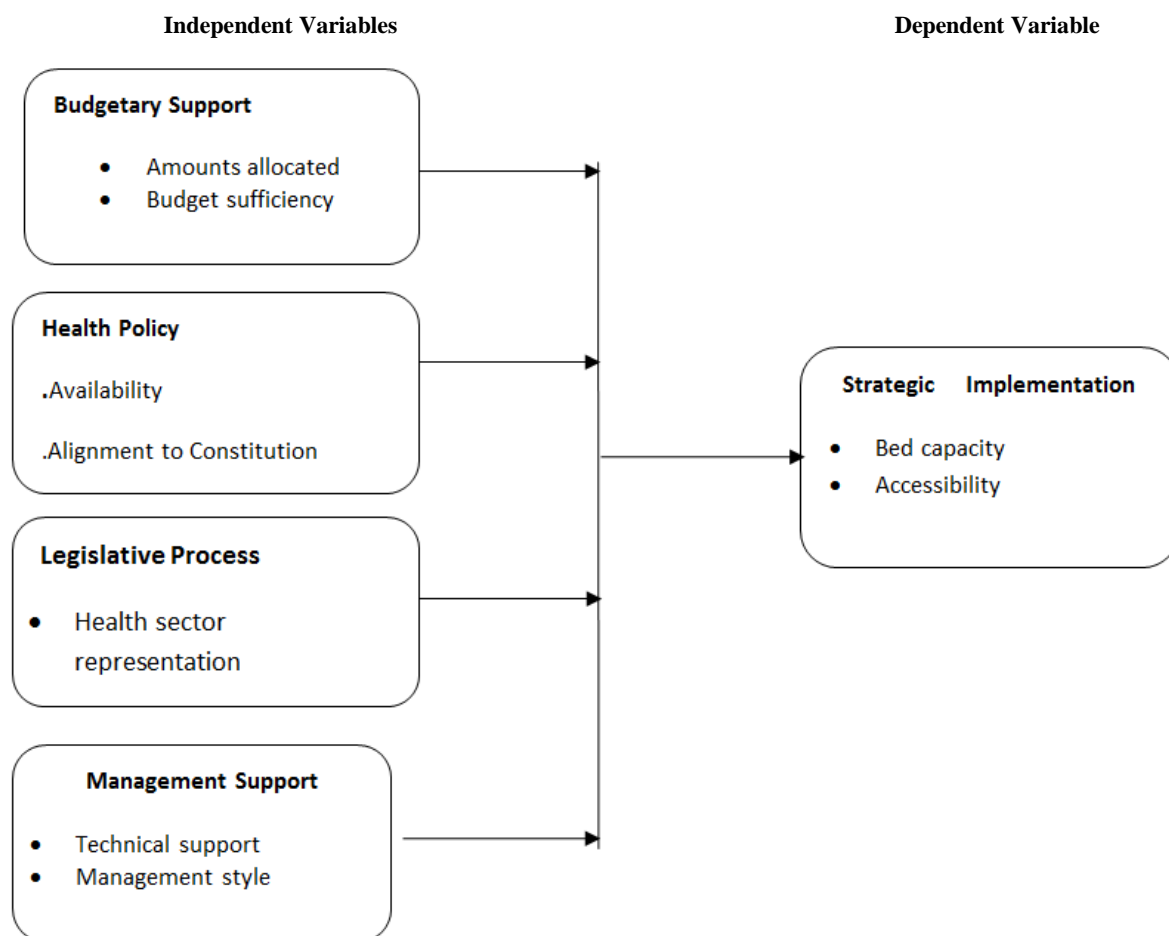 Independent Variables
Dependent Variable
Budgetary Support
• Amounts allocated
• Budget sufficiency
Health Policy
.Availability
.Alignment to Constitution
Legislative Process
• Health sector
representation
Management Support
• Technical support
• Management style
Strategic Implementation
• Bed capacity
• Accessibility